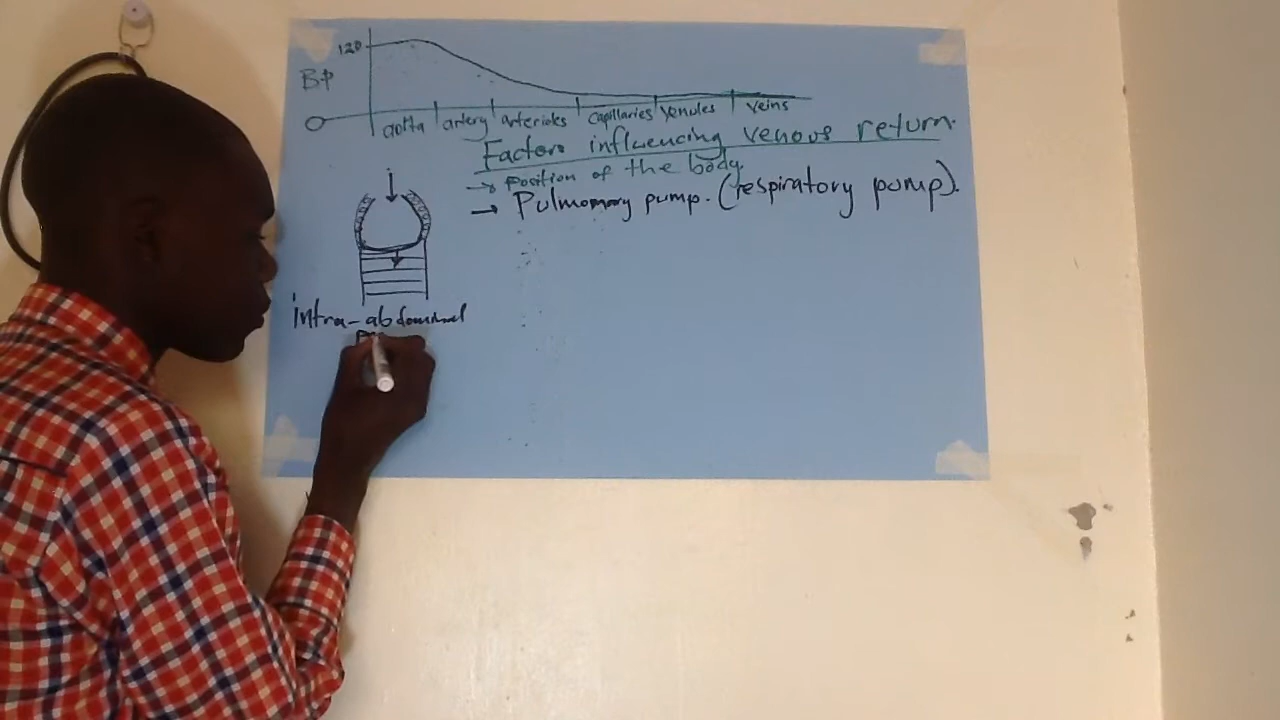 120
BP
aorta artery arterioles capillaries venules veins
Factors influencing venous return.
→ Position of the body
→ Pulmonary pump. (respiratory pump).
intra-abdominal